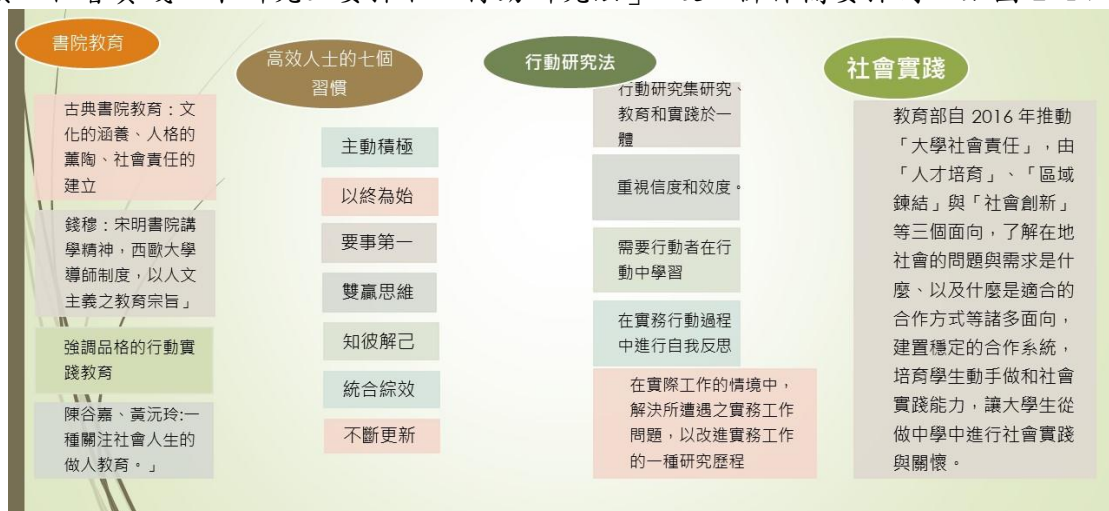 書院教育
古典書院教育：文
化的涵養、人格的
薰陶、社會責任的
建立
錢穆：宋明書院講
學精神，西歐大學
導師制度，以人文
主義之教育宗旨」
強調品格的行動實
踐教育
陳谷嘉、黃沅玲:一
種關注社會人生的
做人教育。」
高效人士的七個
習慣
主動積極
以終為始
要事第一
雙贏思維
知彼解己
統合綜效
不斷更新
行動研究法
行動研究集研究、
教育和實踐於一
體
重視信度和效度。
需要行動者在行
動中學習
在實務行動過程
中進行自我反思
在實際工作的情境中，
解決所遭遇之實務工作
問題，以改進實務工作
的一種研究歷程
社會實踐
教育部自 2016 年推動
「大學社會責任」，由
「人才培育」、「區域
鍊結」與「社會創新」
等三個面向，了解在地
社會的問題與需求是什
麼、以及什麼是適合的
合作方式等諸多面向，
建置穩定的合作系統，
培育學生動手做和社會
實踐能力，讓大學生從
做中學中進行社會實踐
與關懷。